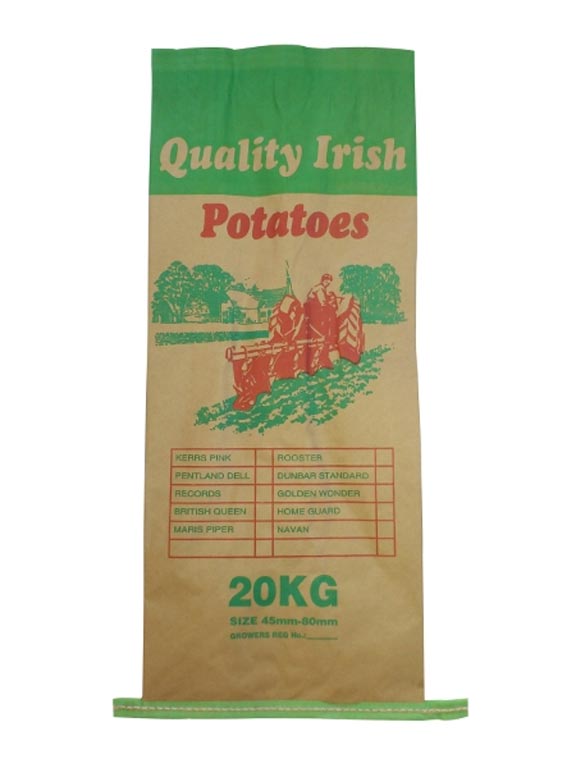 Quality Irish
Potatoes
KERRS PINK ROOSTER
PENTLAND DELL DUNBAR STANDARD
RECORDS GOLDEN WONDER
BRITISH QUEEN HOME GUARD
MARIS PIPER NAVAN
20KG
SIZE 45mm-80mm
GROWERS REG No.: